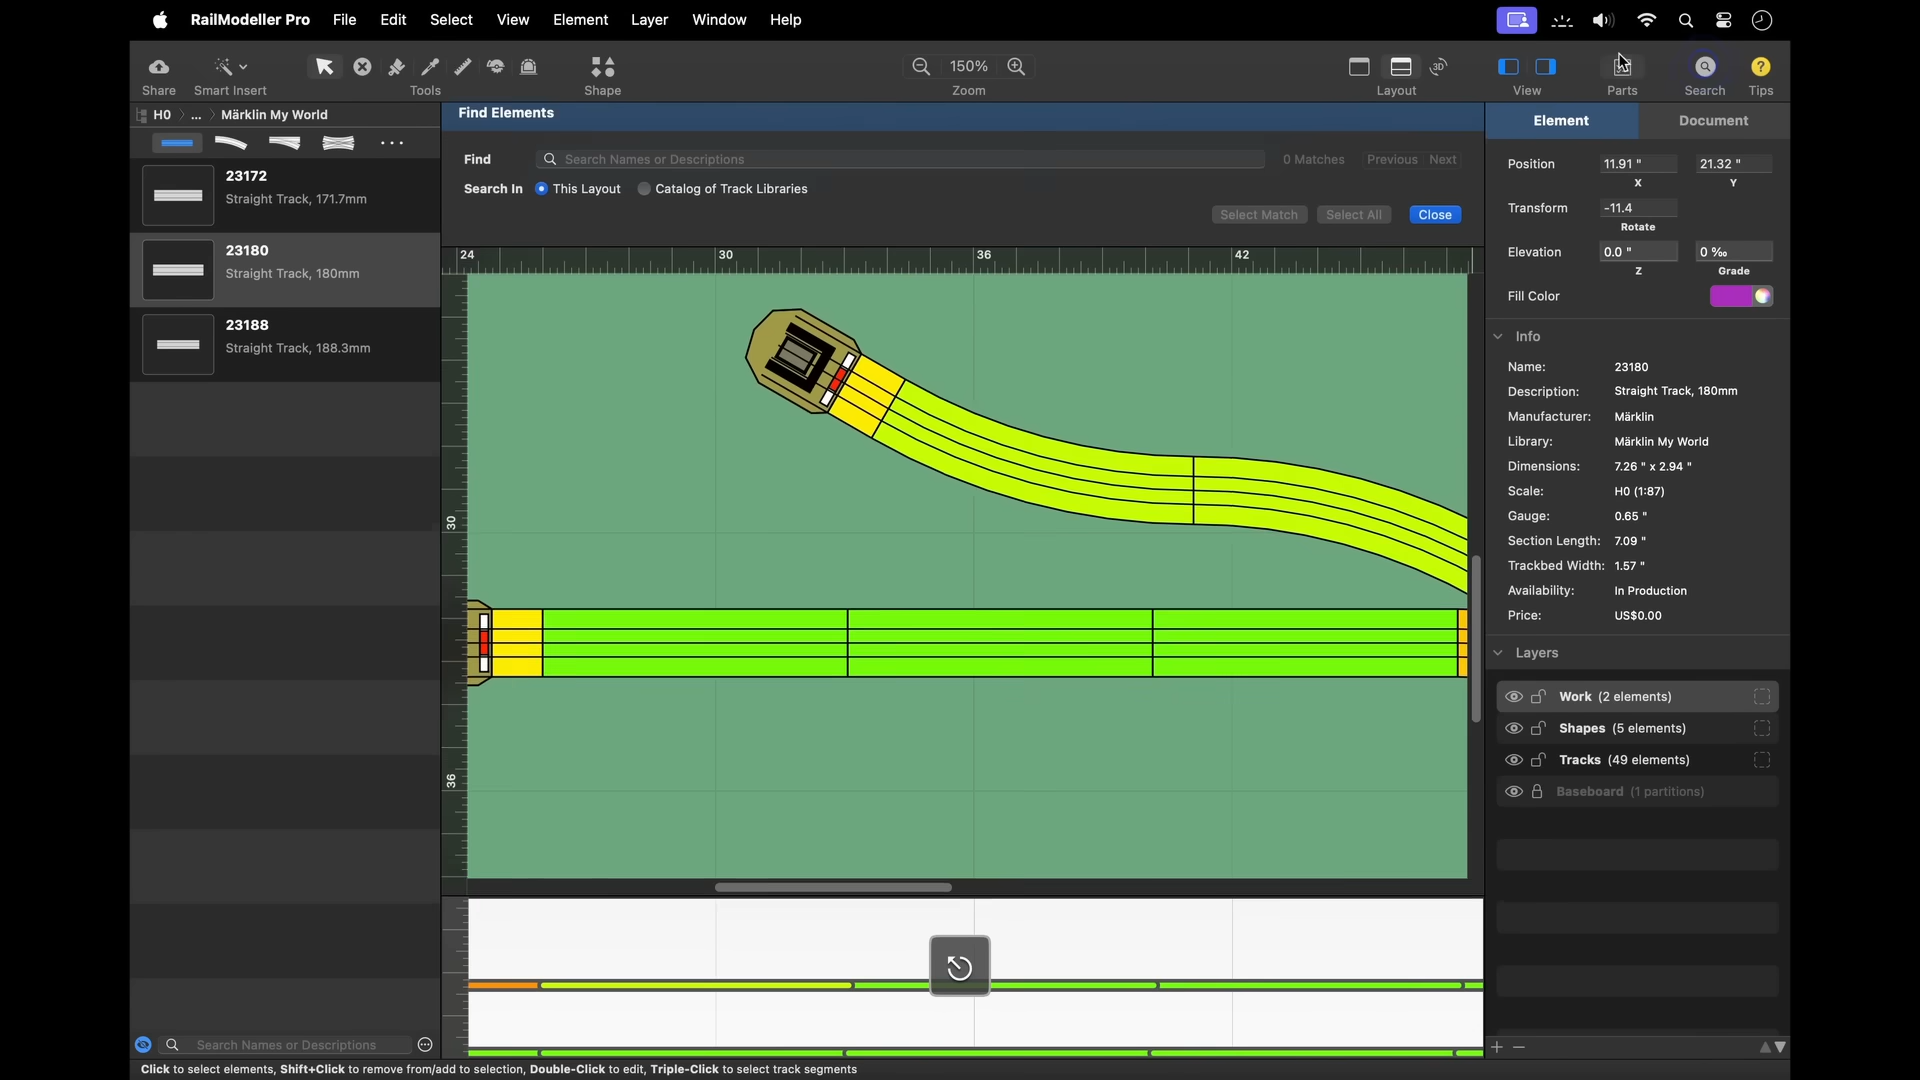 RailModeller Pro File Edit Select View Element Layer Window Help
Share Smart Insert Tools Shape Zoom Layout View Parts Search Tips
150%
3D
H0 ... Märklin My World
23172
Straight Track, 171.7mm
23180
Straight Track, 180mm
23188
Straight Track, 188.3mm
Search Names or Descriptions
Find Elements
Find Search Names or Descriptions 0 Matches Previous Next
Search In This Layout Catalog of Track Libraries
Select Match Select All Close
24 30 36 42
30
36
Element Document
Position 11.91 " 21.32 "
X Y
Transform -11.4
Rotate
Elevation 0.0 " 0 ‰
Z Grade
Fill Color
Info
Name: 23180
Description: Straight Track, 180mm
Manufacturer: Märklin
Library: Märklin My World
Dimensions: 7.26 " x 2.94 "
Scale: H0 (1:87)
Gauge: 0.65 "
Section Length: 7.09 "
Trackbed Width: 1.57 "
Availability: In Production
Price: US$0.00
Layers
Work (2 elements)
Shapes (5 elements)
Tracks (49 elements)
Baseboard (1 partitions)
Click to select elements, Shift+Click to remove from/add to selection, Double-Click to edit, Triple-Click to select track segments